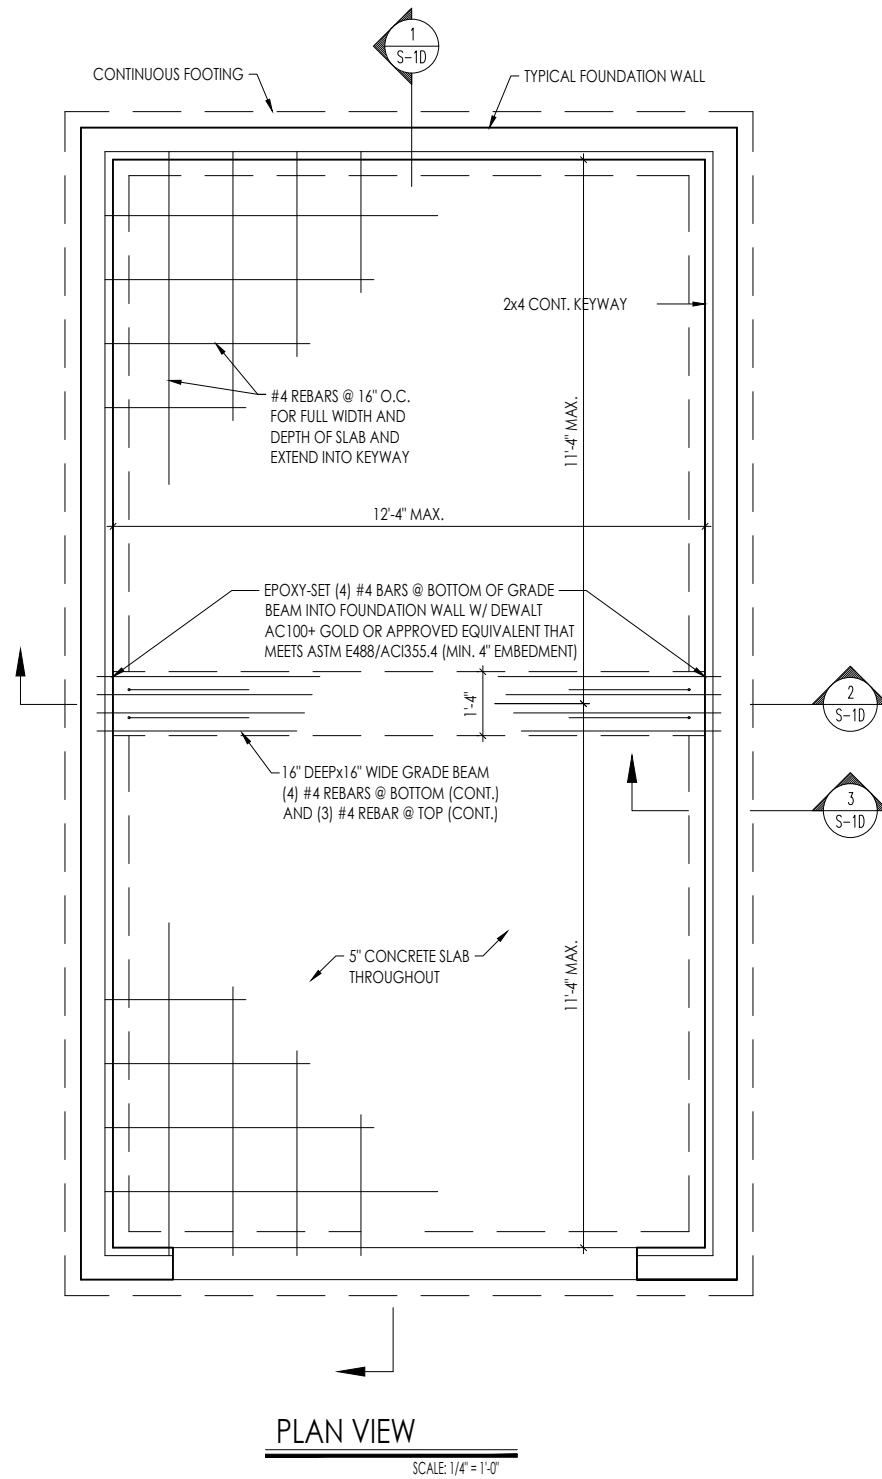 1
S-1D
CONTINUOUS FOOTING
TYPICAL FOUNDATION WALL
2x4 CONT. KEYWAY
#4 REBARS @ 16" O.C.
FOR FULL WIDTH AND
DEPTH OF SLAB AND
EXTEND INTO KEYWAY
11'-4" MAX.
12'-4" MAX.
EPOXY-SET (4) #4 BARS @ BOTTOM OF GRADE
BEAM INTO FOUNDATION WALL W/ DEWALT
AC100+ GOLD OR APPROVED EQUIVALENT THAT
MEETS ASTM E488/ACI355.4 (MIN. 4" EMBEDMENT)
1'-4"
2
S-1D
16" DEEPx16" WIDE GRADE BEAM
(4) #4 REBARS @ BOTTOM (CONT.)
AND (3) #4 REBAR @ TOP (CONT.)
3
S-1D
5" CONCRETE SLAB
THROUGHOUT
11'-4" MAX.
PLAN VIEW
SCALE: 1/4" = 1'-0"